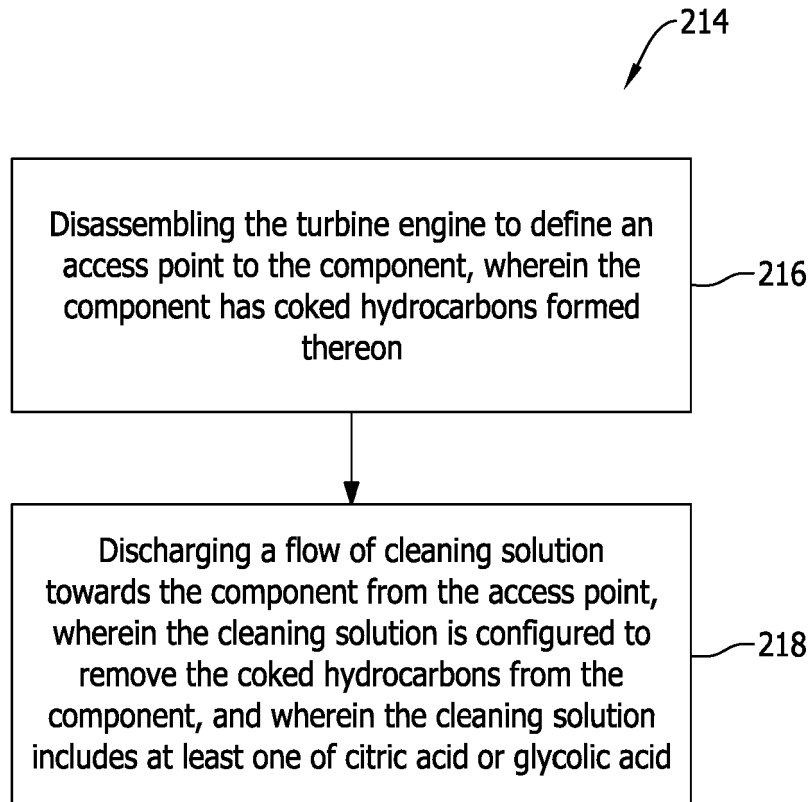 214
Disassembling the turbine engine to define an
access point to the component, wherein the
component has coked hydrocarbons formed
thereon
216
Discharging a flow of cleaning solution
towards the component from the access point,
wherein the cleaning solution is configured to
remove the coked hydrocarbons from the
component, and wherein the cleaning solution
includes at least one of citric acid or glycolic acid
218